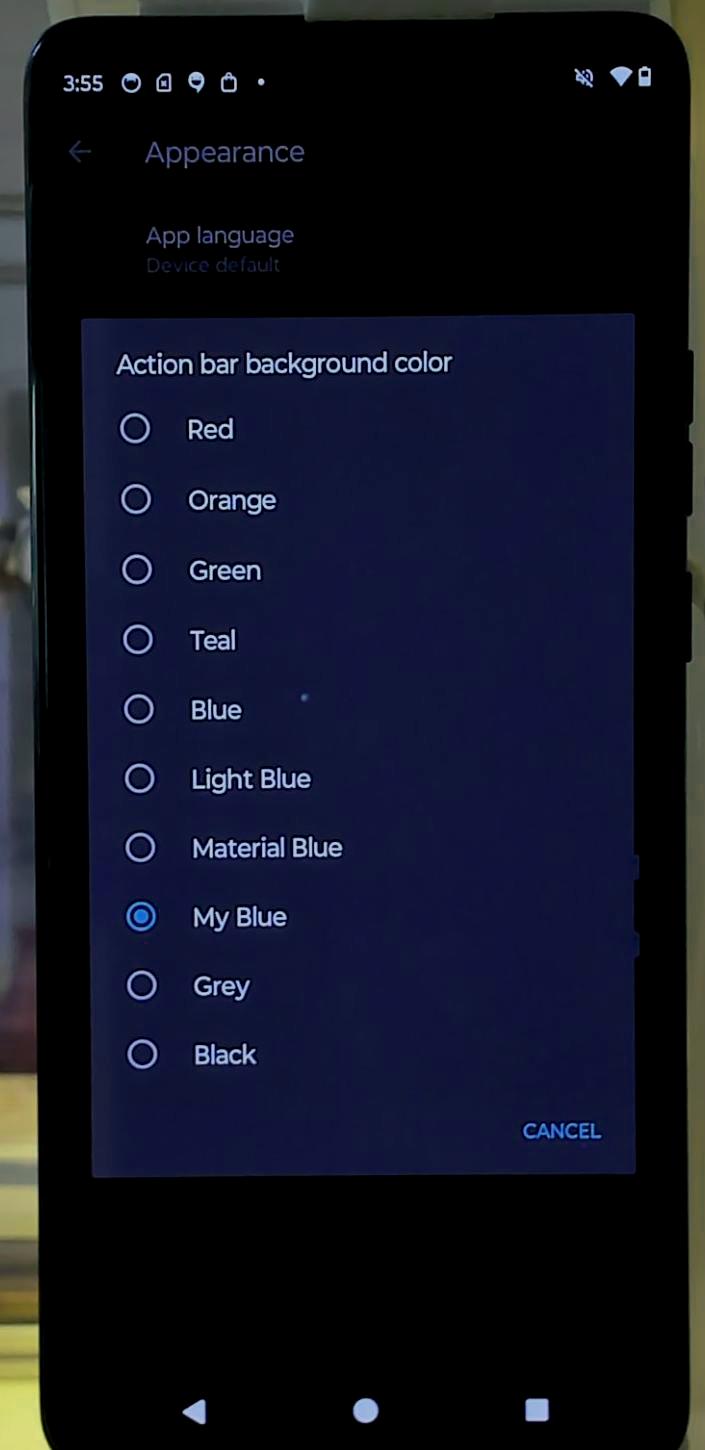 3:55
Appearance
App language
Device default
Action bar background color
Red
Orange
Green
Teal
Blue
Light Blue
Material Blue
My Blue
Grey
Black
CANCEL